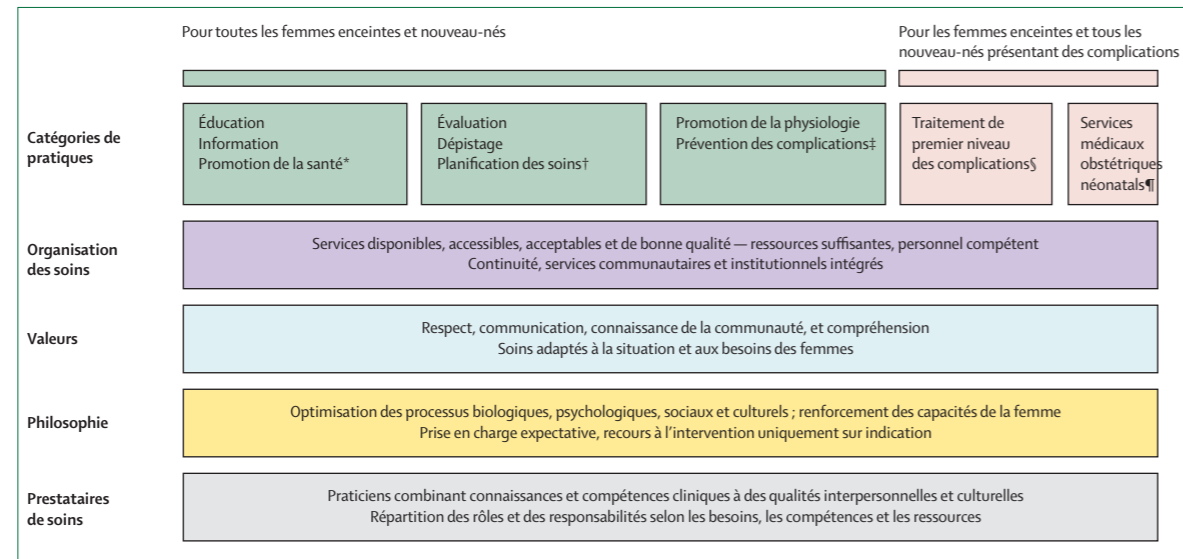 Pour toutes les femmes enceintes et nouveau-nés
Pour les femmes enceintes et tous les
nouveau-nés présentant des complications
Catégories de
pratiques
Éducation
Information
Promotion de la santé*
Évaluation
Dépistage
Planification des soins†
Promotion de la physiologie
Prévention des complications‡
Traitement de
premier niveau
des complications§
Services
médicaux
obstétriques
néonatals¶
Organisation
des soins
Services disponibles, accessibles, acceptables et de bonne qualité — ressources suffisantes, personnel compétent
Continuité, services communautaires et institutionnels intégrés
Valeurs
Respect, communication, connaissance de la communauté, et compréhension
Soins adaptés à la situation et aux besoins des femmes
Philosophie
Optimisation des processus biologiques, psychologiques, sociaux et culturels ; renforcement des capacités de la femme
Prise en charge expectative, recours à l’intervention uniquement sur indication
Prestataires
de soins
Praticiens combinant connaissances et compétences cliniques à des qualités interpersonnelles et culturelles
Répartition des rôles et des responsabilités selon les besoins, les compétences et les ressources